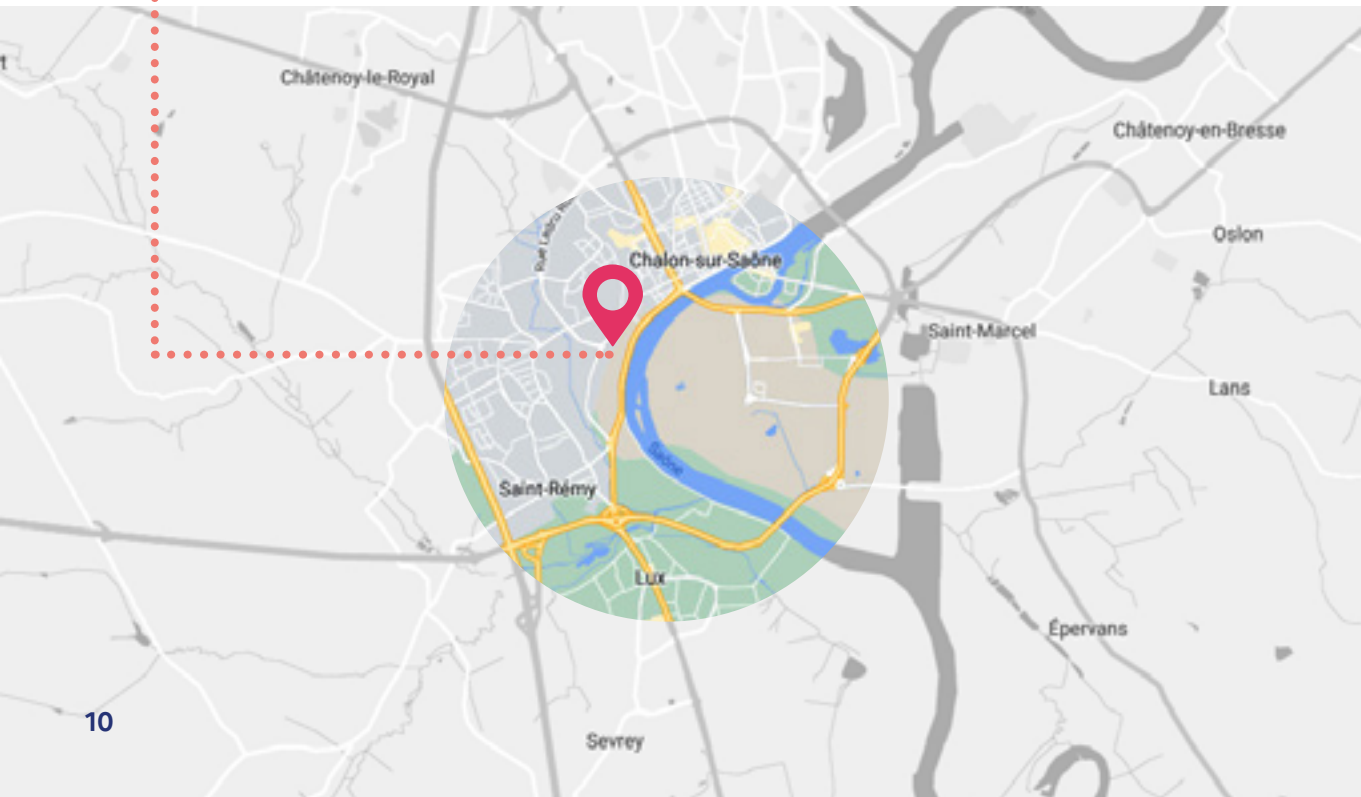 Châtenoy-le-Royal
Châtenoy-en-Bresse
Oslon
Chalon-sur-Saône
Saint-Marcel
Lans
Saône
Saint-Rémy
Lux
Épervans
10
Sevrey